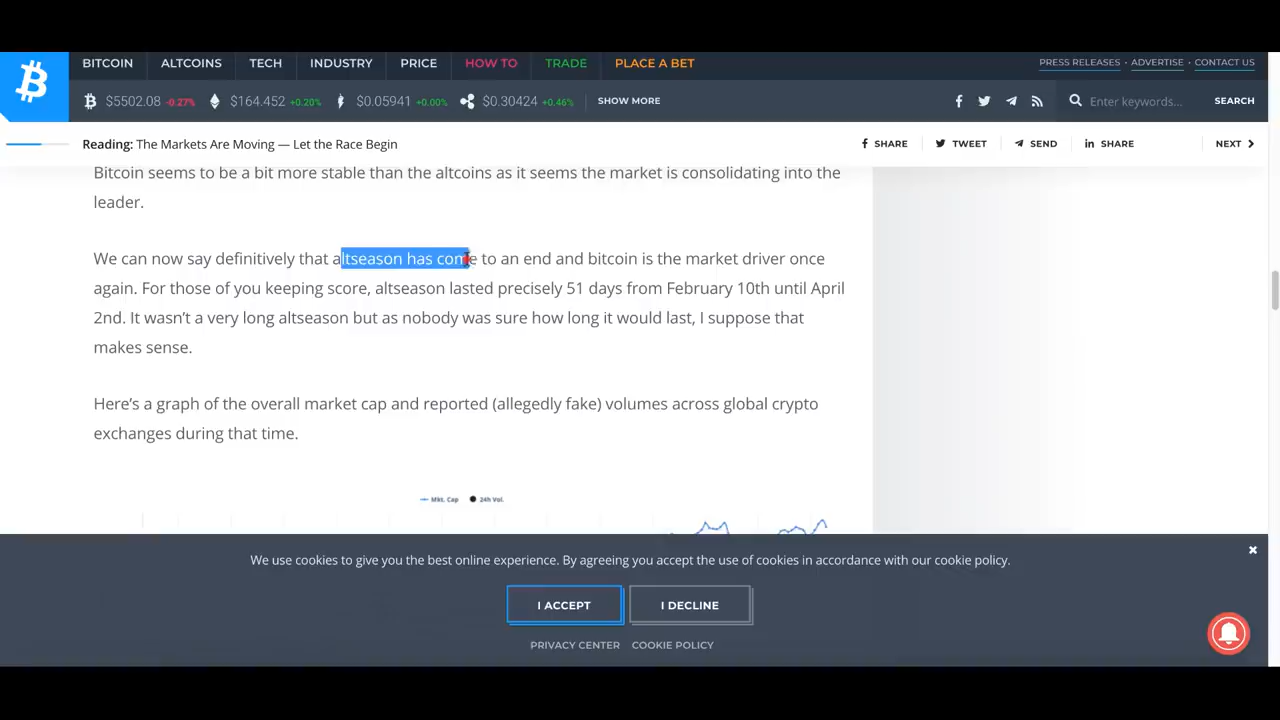 BITCOIN ALTCOINS TECH INDUSTRY PRICE HOW TO TRADE PLACE A BET PRESS RELEASES · ADVERTISE · CONTACT US
$5502.08 -0.27% $164.452 +0.20% $0.05941 +0.00% $0.30424 +0.46% SHOW MORE Enter keywords... SEARCH
Reading: The Markets Are Moving — Let the Race Begin SHARE TWEET SEND SHARE NEXT
Bitcoin seems to be a bit more stable than the altcoins as it seems the market is consolidating into the
leader.
We can now say definitively that altseason has come to an end and bitcoin is the market driver once
again. For those of you keeping score, altseason lasted precisely 51 days from February 10th until April
2nd. It wasn't a very long altseason but as nobody was sure how long it would last, I suppose that
makes sense.
Here's a graph of the overall market cap and reported (allegedly fake) volumes across global crypto
exchanges during that time.
Mkt. Cap 24h Vol.
We use cookies to give you the best online experience. By agreeing you accept the use of cookies in accordance with our cookie policy.
I ACCEPT I DECLINE
PRIVACY CENTER COOKIE POLICY